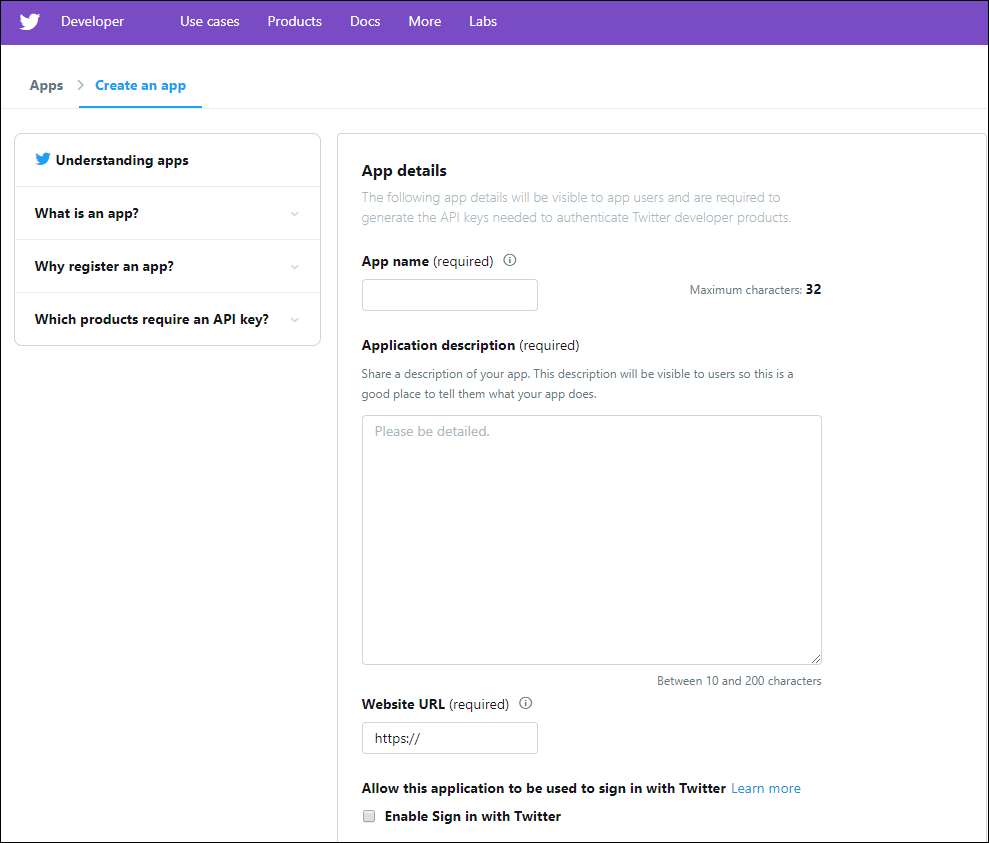 Developer Use cases Products Docs More Labs
Apps Create an app
Understanding apps
What is an app?
Why register an app?
Which products require an API key?
App details
The following app details will be visible to app users and are required to
generate the API keys needed to authenticate Twitter developer products.
App name (required)
Maximum characters: 32
Application description (required)
Share a description of your app. This description will be visible to users so this is a
good place to tell them what your app does.
Please be detailed.
Between 10 and 200 characters
Website URL (required)
https://
Allow this application to be used to sign in with Twitter Learn more
Enable Sign in with Twitter